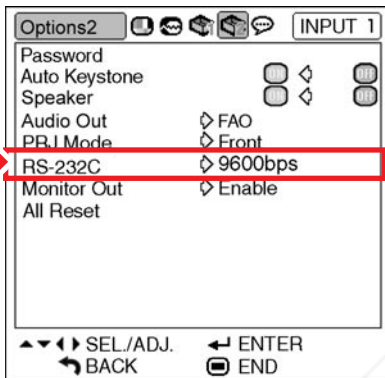 Options2 INPUT 1
Password
Auto Keystone
Speaker
Audio Out FAO
PRJ Mode Front
RS-232C 9600bps
Monitor Out Enable
All Reset
SEL./ADJ. ENTER
BACK END